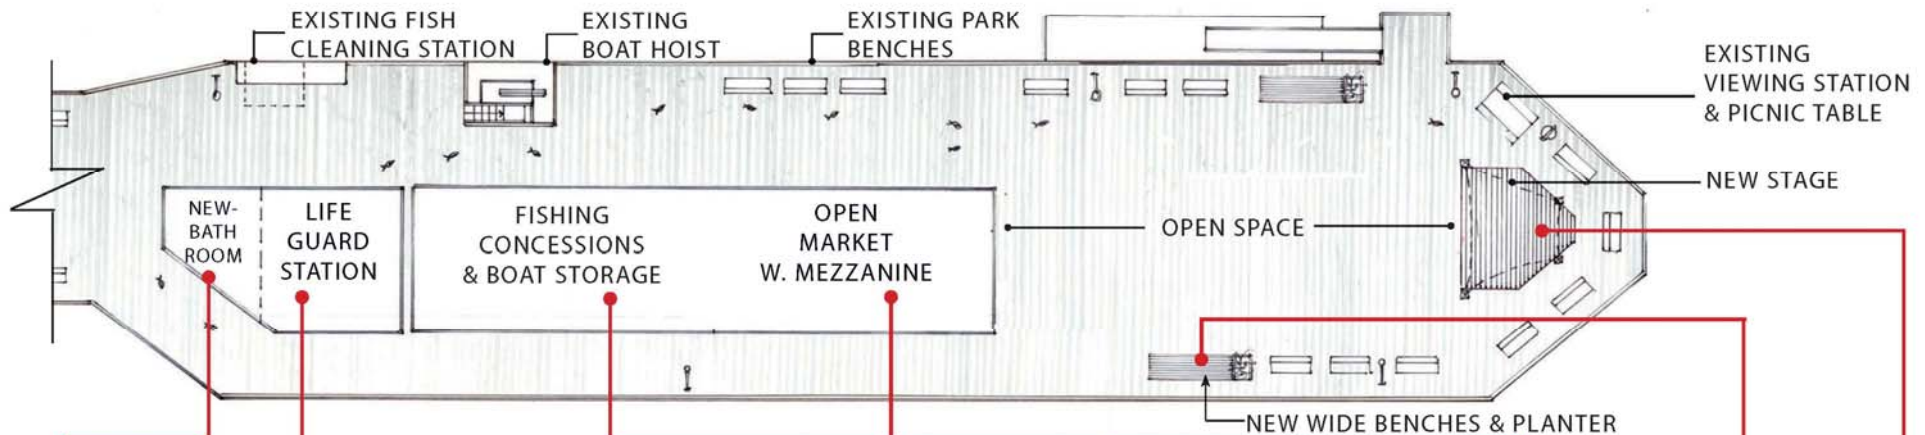 EXISTING FISH
CLEANING STATION
EXISTING
BOAT HOIST
EXISTING PARK
BENCHES
EXISTING
VIEWING STATION
& PICNIC TABLE
NEW STAGE
NEW-
BATH
ROOM
LIFE
GUARD
STATION
FISHING
CONCESSIONS
& BOAT STORAGE
OPEN
MARKET
W. MEZZANINE
OPEN SPACE
NEW WIDE BENCHES & PLANTER